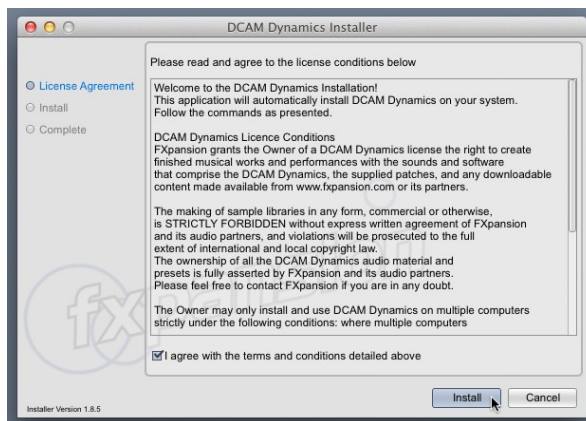 DCAM Dynamics Installer
Please read and agree to the license conditions below
License Agreement
Install
Complete
Welcome to the DCAM Dynamics Installation!
This application will automatically install DCAM Dynamics on your system.
Follow the commands as presented.
DCAM Dynamics Licence Conditions
FXpansion grants the Owner of a DCAM Dynamics license the right to create
finished musical works and performances with the sounds and software
that comprise the DCAM Dynamics, the supplied patches, and any downloadable
content made available from www.fxpansion.com or its partners.
The making of sample libraries in any form, commercial or otherwise,
is STRICTLY FORBIDDEN without express written agreement of FXpansion
and its audio partners, and violations will be prosecuted to the full
extent of international and local copyright law.
The ownership of all the DCAM Dynamics audio material and
presets is fully asserted by FXpansion and its audio partners.
Please feel free to contact FXpansion if you are in any doubt.
The Owner may only install and use DCAM Dynamics on multiple computers
strictly under the following conditions: where multiple computers
fxpansion
I agree with the terms and conditions detailed above
Install
Cancel
Installer Version 1.8.5